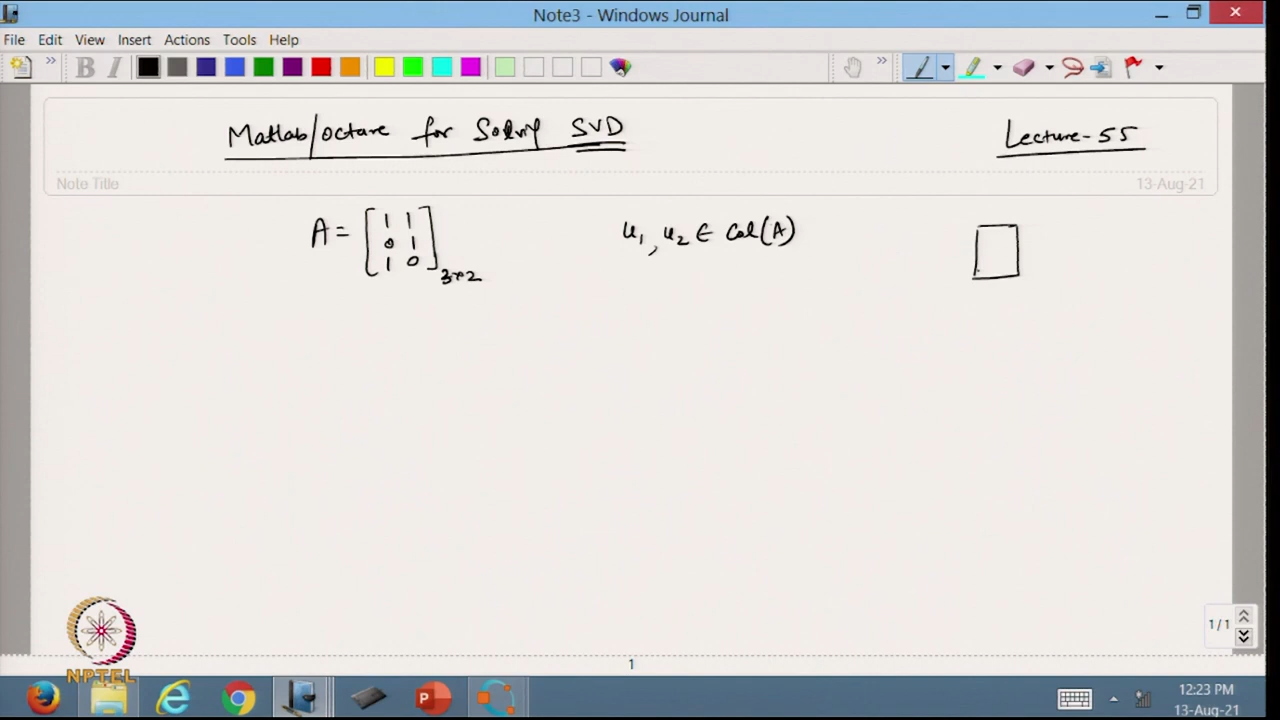 Note3 - Windows Journal
File Edit View Insert Actions Tools Help
B I
Matlab/octave for Solving SVD Lecture-55
Note Title 13-Aug-21
A = [1 1
0 1
1 0]3×2
u1, u2 ∈ Col(A)
1/1
NPTEL
1
12:23 PM
13-Aug-21